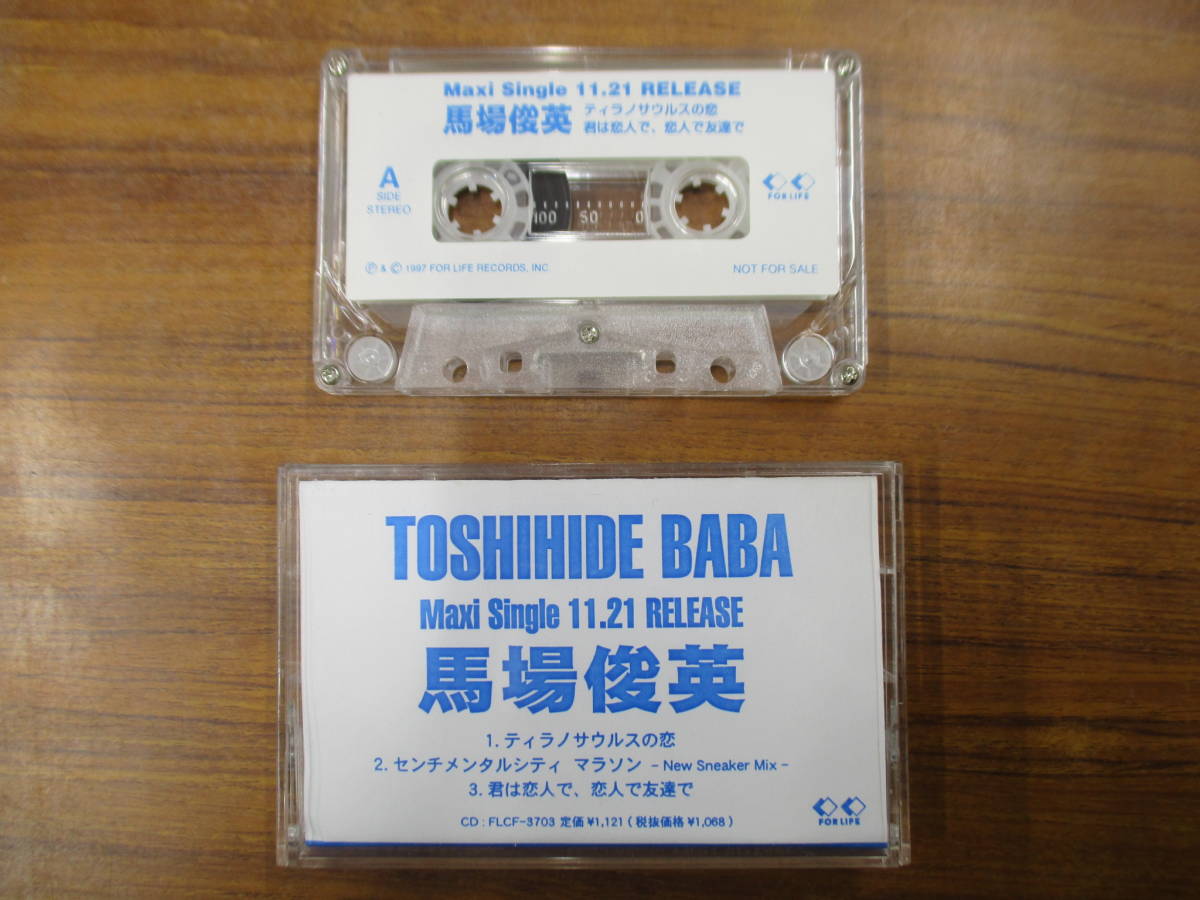 Maxi Single 11.21 RELEASE
馬場俊英
ティラノサウルスの恋
君は恋人で、恋人で友達で
A
SIDE
STEREO
100 50 0
FOR LIFE
Ⓟ & © 1997 FOR LIFE RECORDS, INC.
NOT FOR SALE
TOSHIHIDE BABA
Maxi Single 11.21 RELEASE
馬場俊英
1. ティラノサウルスの恋
2. センチメンタルシティ マラソン - New Sneaker Mix -
3. 君は恋人で、恋人で友達で
CD : FLCF-3703 定価 ¥1,121 ( 税抜価格 ¥1,068 )
FOR LIFE